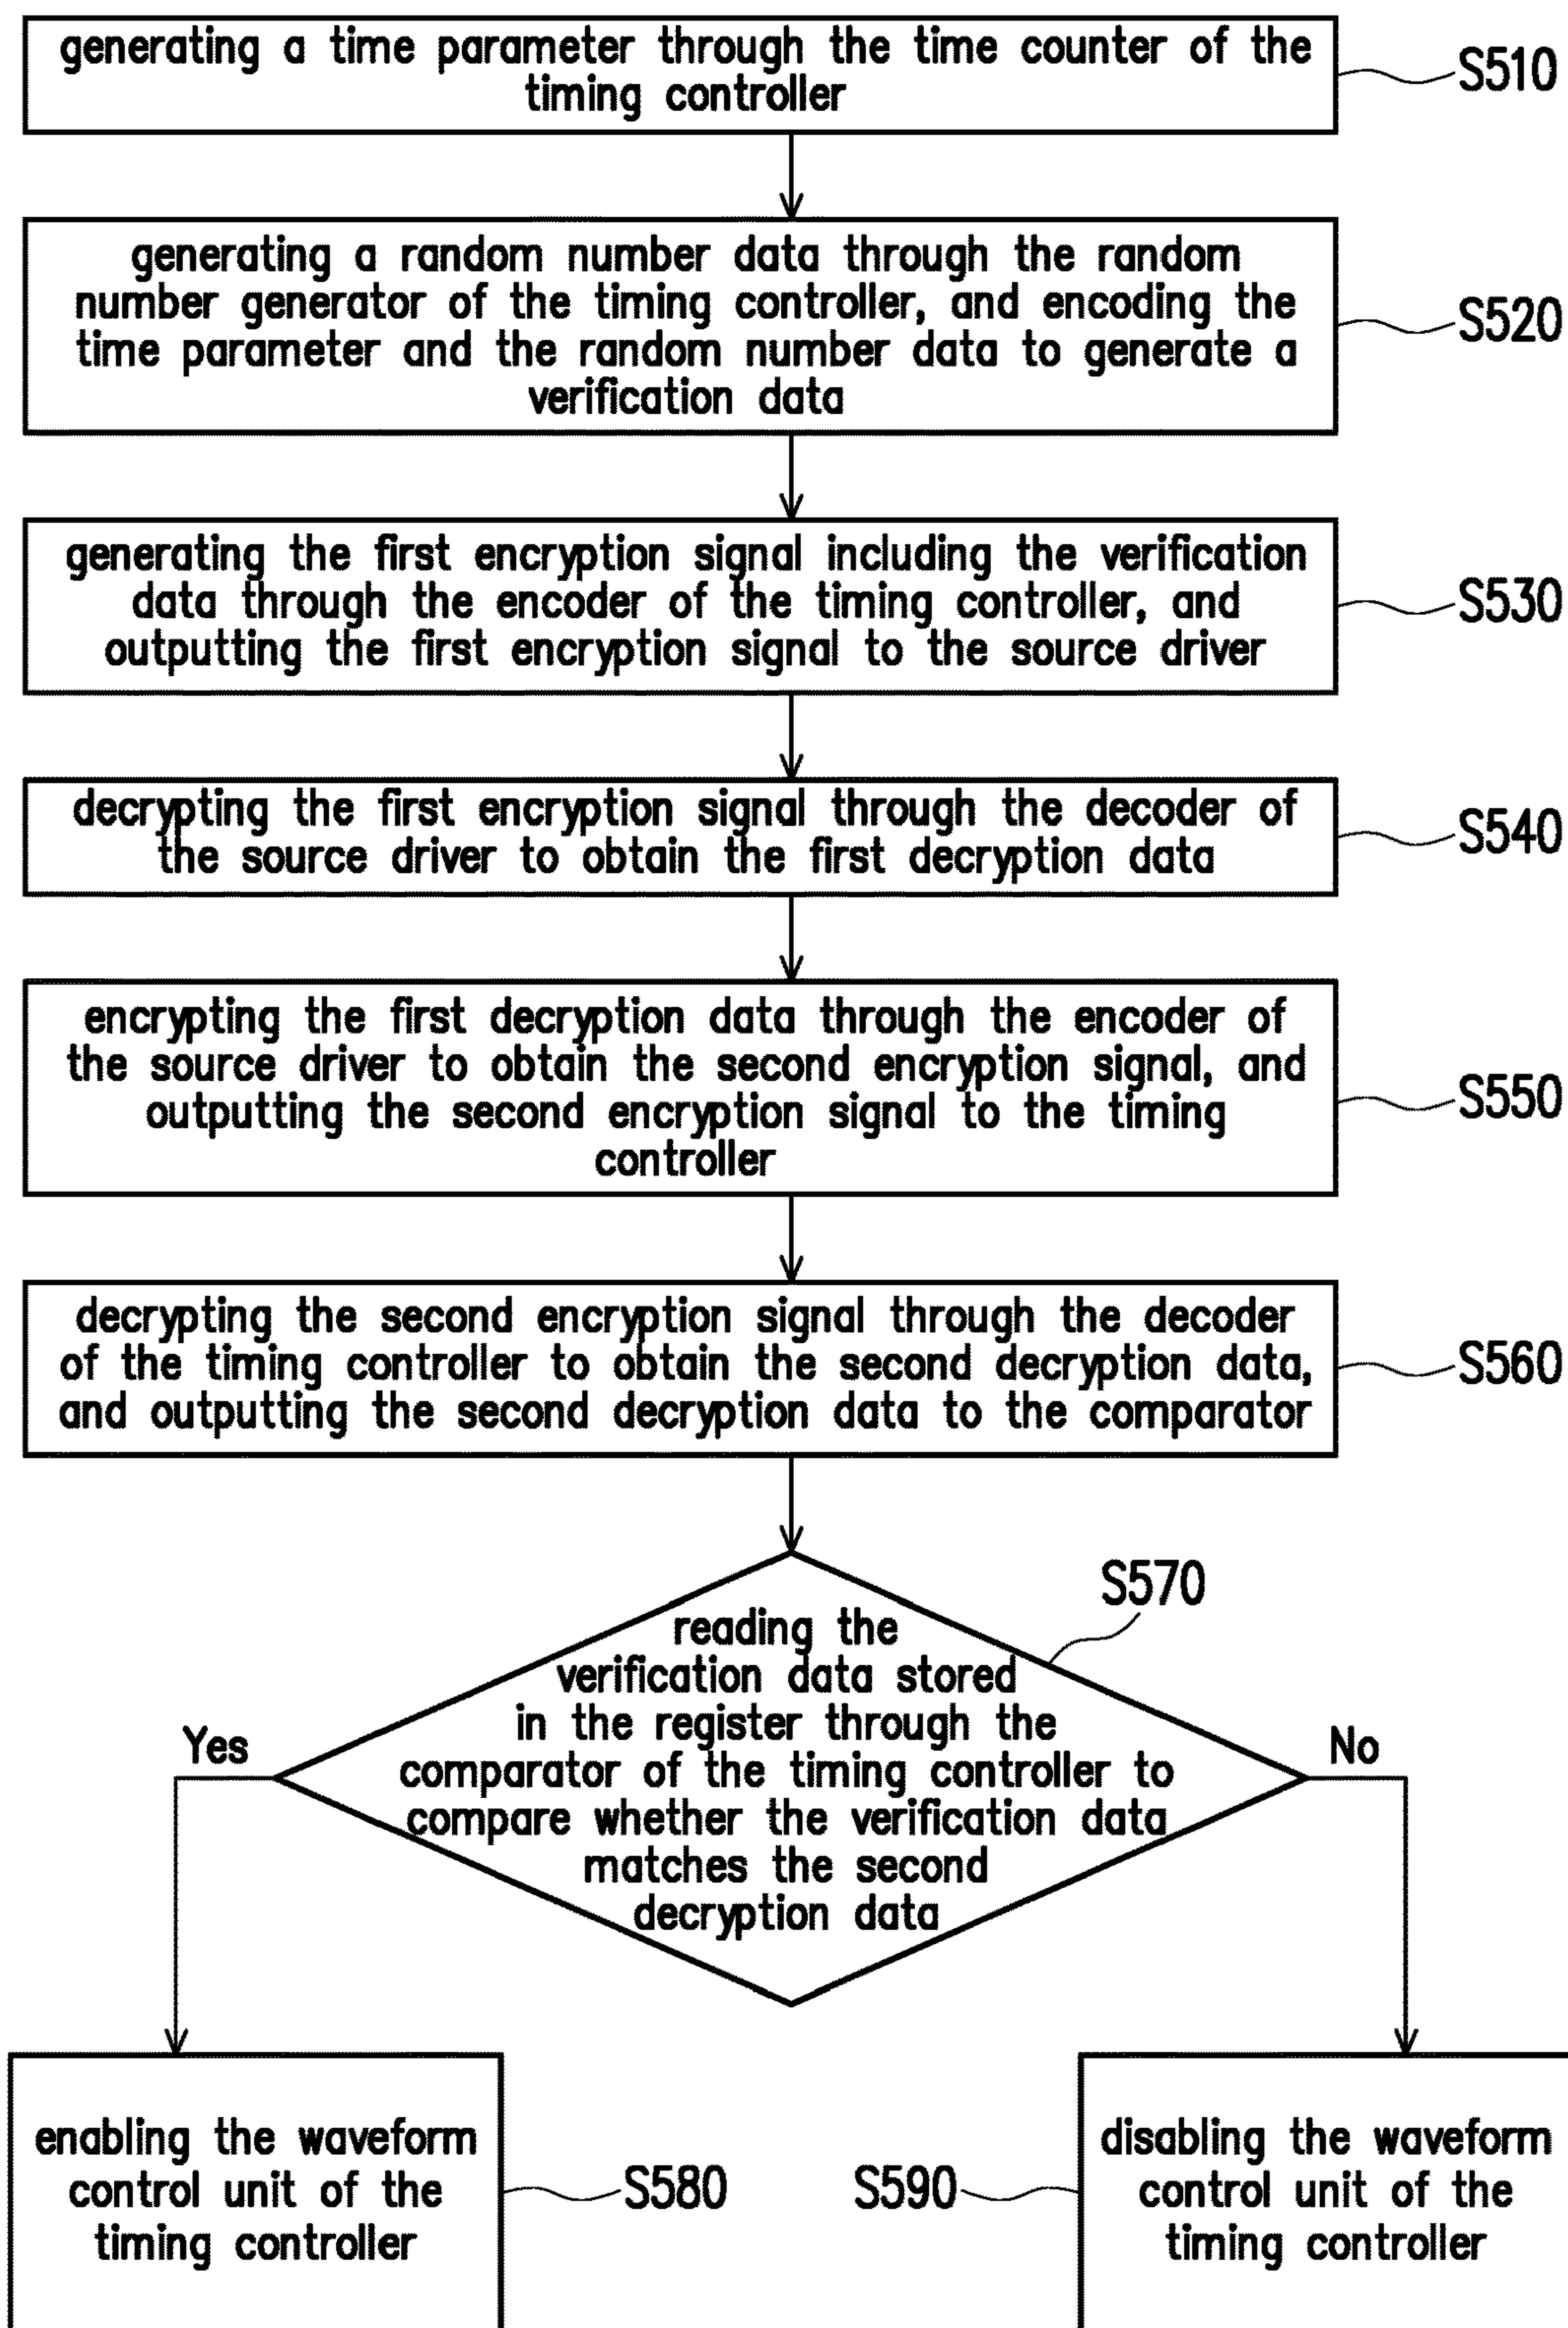 generating a time parameter through the time counter of the
timing controller
S510
generating a random number data through the random
number generator of the timing controller, and encoding the
time parameter and the random number data to generate a
verification data
S520
generating the first encryption signal including the verification
data through the encoder of the timing controller, and
outputting the first encryption signal to the source driver
S530
decrypting the first encryption signal through the decoder of
the source driver to obtain the first decryption data
S540
encrypting the first decryption data through the encoder of
the source driver to obtain the second encryption signal, and
outputting the second encryption signal to the timing
controller
S550
decrypting the second encryption signal through the decoder
of the timing controller to obtain the second decryption data,
and outputting the second decryption data to the comparator
S560
S570
reading the
verification data stored
in the register through the
comparator of the timing controller to
compare whether the verification data
matches the second
decryption data
Yes
No
enabling the waveform
control unit of the
timing controller
S580
S590
disabling the waveform
control unit of the
timing controller